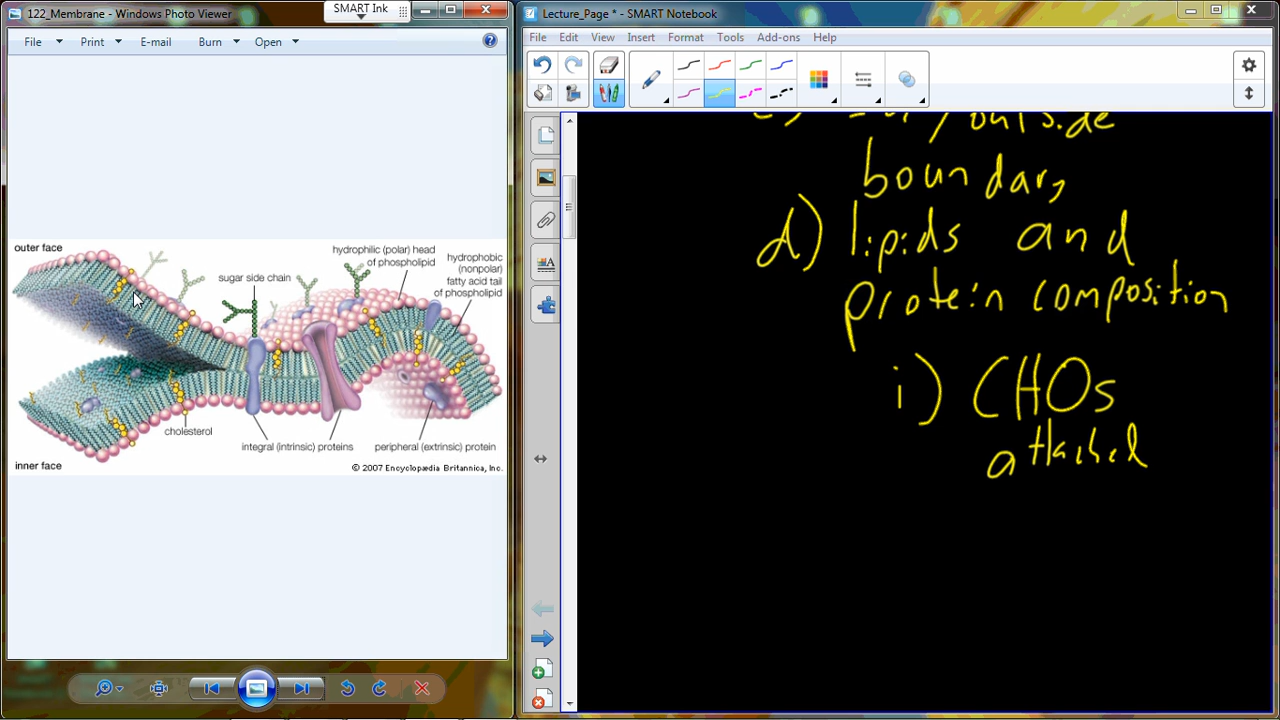 122_Membrane - Windows Photo Viewer
SMART Ink
File Print E-mail Burn Open
outer face
hydrophilic (polar) head
of phospholipid
sugar side chain
hydrophobic
(nonpolar)
fatty acid tail
of phospholipid
cholesterol
integral (intrinsic) proteins
peripheral (extrinsic) protein
inner face
© 2007 Encyclopædia Britannica, Inc.
Lecture_Page * - SMART Notebook
File Edit View Insert Format Tools Add-ons Help
outside
boundary
d) lipids and
protein composition
i) CHOs
attached